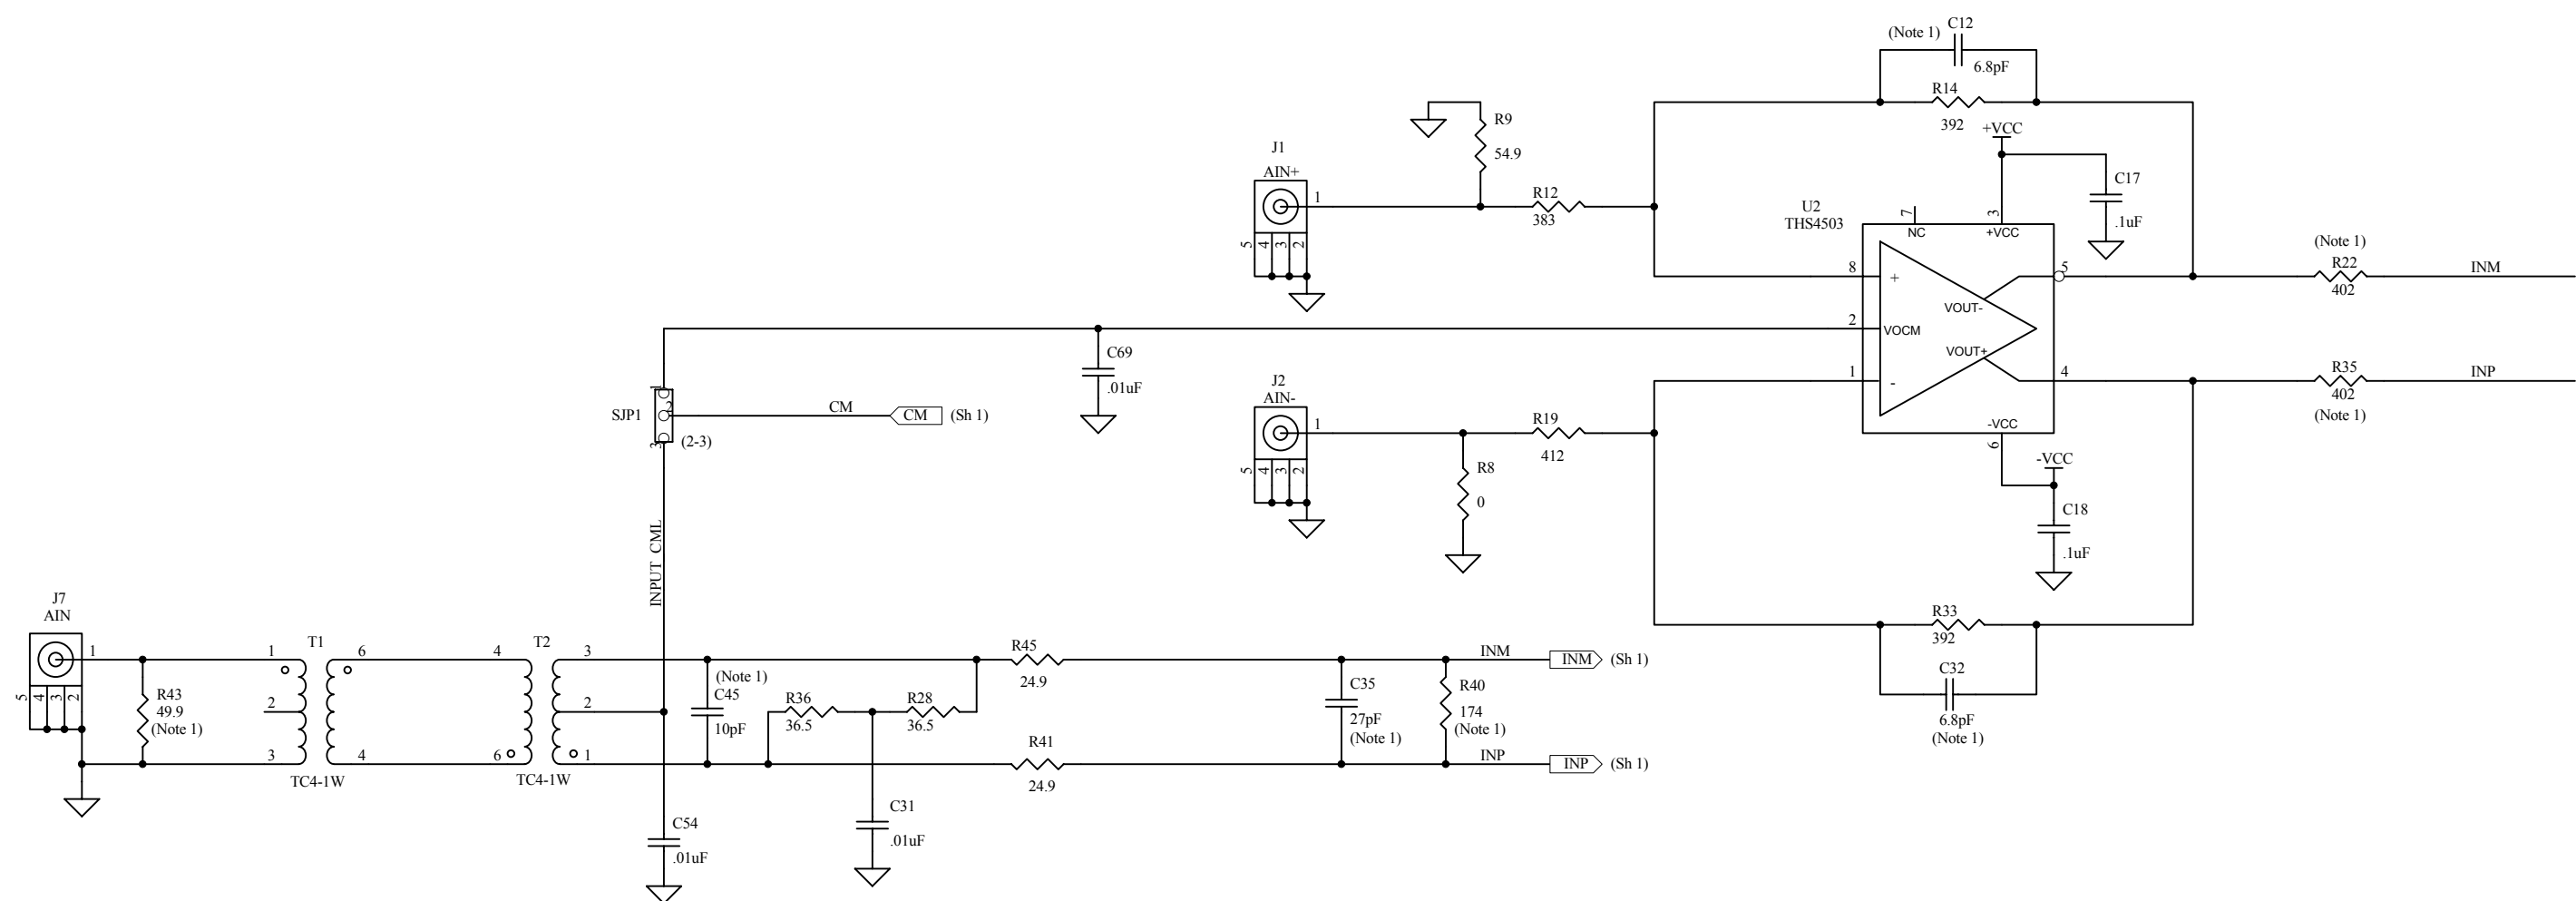 C12
(Note 1)
6.8pF
R14
392
+VCC
R9
54.9
J1
AIN+
1
5
4
3
2
R12
383
C17
.1uF
U2
THS4503
7
NC
3
+VCC
8
+
5
VOUT-
2
VOCM
VOUT+
1
-
4
-VCC
6
(Note 1)
R22
402
INM
R35
402
(Note 1)
INP
C69
.01uF
J2
AIN-
1
5
4
3
2
R19
412
R8
0
SJP1
1
2
3
(2-3)
CM
CM
(Sh 1)
-VCC
C18
.1uF
INPUT CML
J7
AIN
1
5
4
3
2
R43
49.9
(Note 1)
T1
1
2
3
6
4
TC4-1W
T2
4
6
3
2
1
TC4-1W
(Note 1)
C45
10pF
R36
36.5
R28
36.5
R45
24.9
R41
24.9
C35
27pF
(Note 1)
R40
174
(Note 1)
INM
INM
(Sh 1)
INP
INP
(Sh 1)
R33
392
C32
6.8pF
(Note 1)
C31
.01uF
C54
.01uF